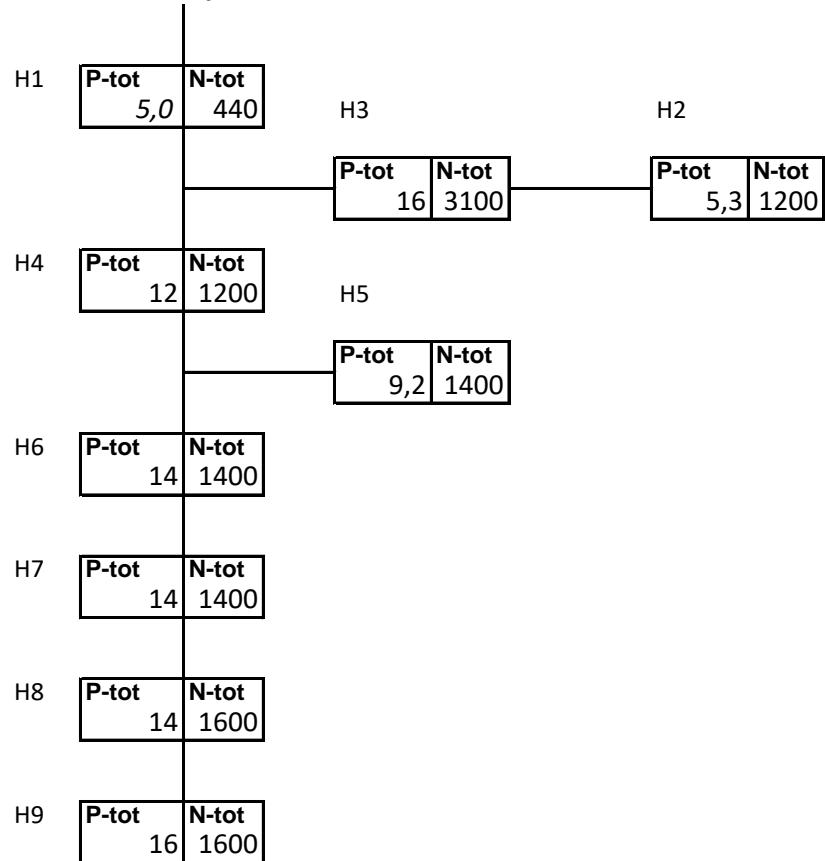 H1 P-tot N-tot
5,0 440
H3 H2
P-tot N-tot P-tot N-tot
16 3100 5,3 1200
H4 P-tot N-tot
12 1200
H5
P-tot N-tot
9,2 1400
H6 P-tot N-tot
14 1400
H7 P-tot N-tot
14 1400
H8 P-tot N-tot
14 1600
H9 P-tot N-tot
16 1600